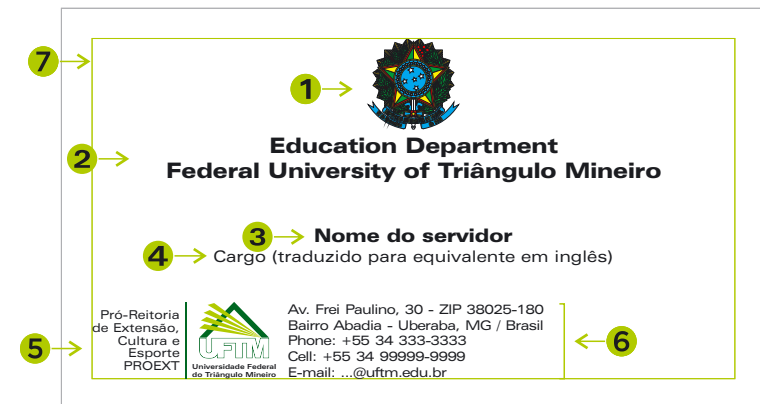 7
1
Education Department
2
Federal University of Triângulo Mineiro
3
Nome do servidor
4
Cargo (traduzido para equivalente em inglês)
5
Pró-Reitoria
de Extensão,
Cultura e
Esporte
PROEXT
UFTM
Universidade Federal
do Triângulo Mineiro
Av. Frei Paulino, 30 - ZIP 38025-180
Bairro Abadia - Uberaba, MG / Brasil
Phone: +55 34 333-3333
Cell: +55 34 99999-9999
E-mail: ...@uftm.edu.br
6